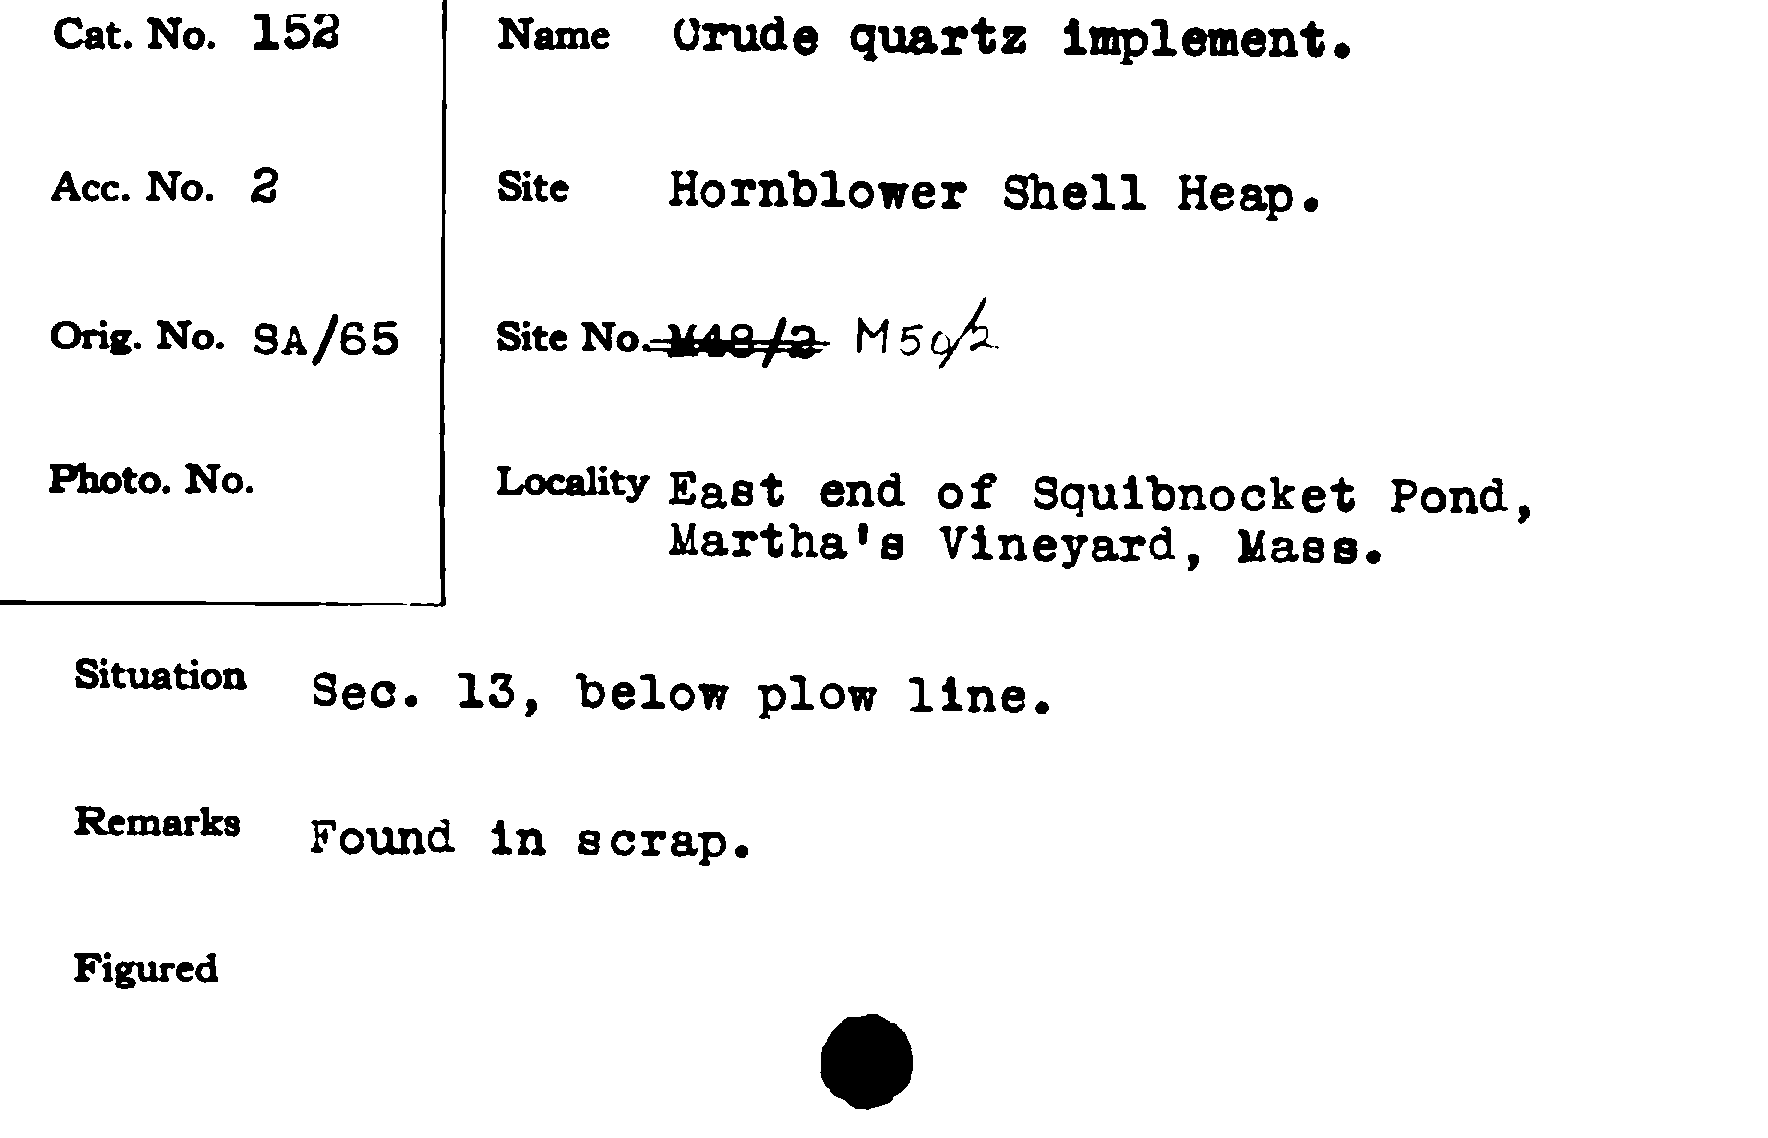 Cat. No. 152
Name Crude quartz implement.
Acc. No. 2
Site Hornblower Shell Heap.
Orig. No. SA/65
Site No. M48/2 M50/2
Photo. No.
Locality East end of Squibnocket Pond,
Martha's Vineyard, Mass.
Situation Sec. 13, below plow line.
Remarks Found in scrap.
Figured